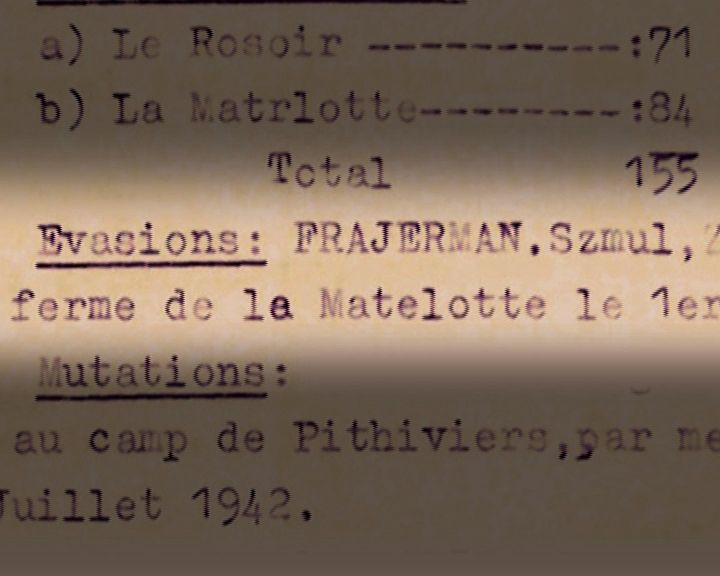 a) Le Rosoir -------------:71
b) La Matrlotte----------:84
Total 155
Evasions: FRAJERMAN.Szmul,
ferme de la Matelotte le 1er
Mutations:
au camp de Pithiviers,par me
Juillet 1942.